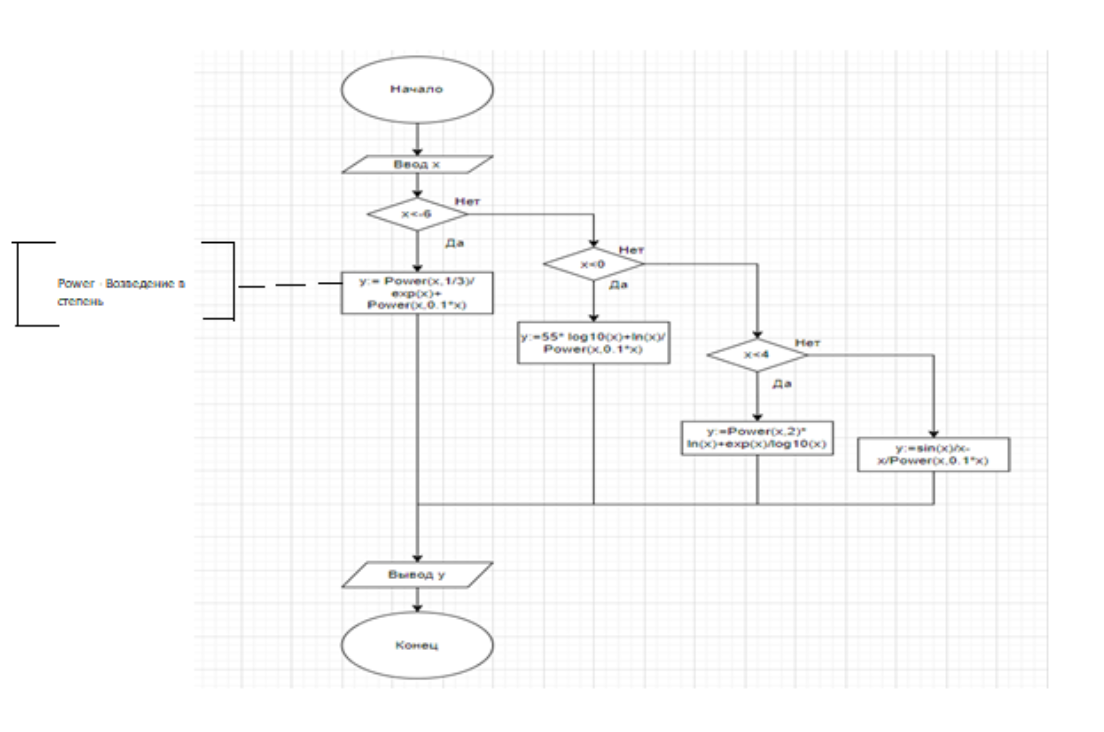 Начало
Ввод x
x<-6
Нет
Да
Power - Возведение в
степень
y:= Power(x,1/3)/
exp(x)+
Power(x,0.1*x)
x<0
Нет
Да
y:=55* log10(x)+ln(x)/
Power(x,0.1*x)
x<4
Нет
Да
y:=Power(x,2)*
ln(x)+exp(x)/log10(x)
y:=sin(x)/x-
x/Power(x,0.1*x)
Вывод y
Конец